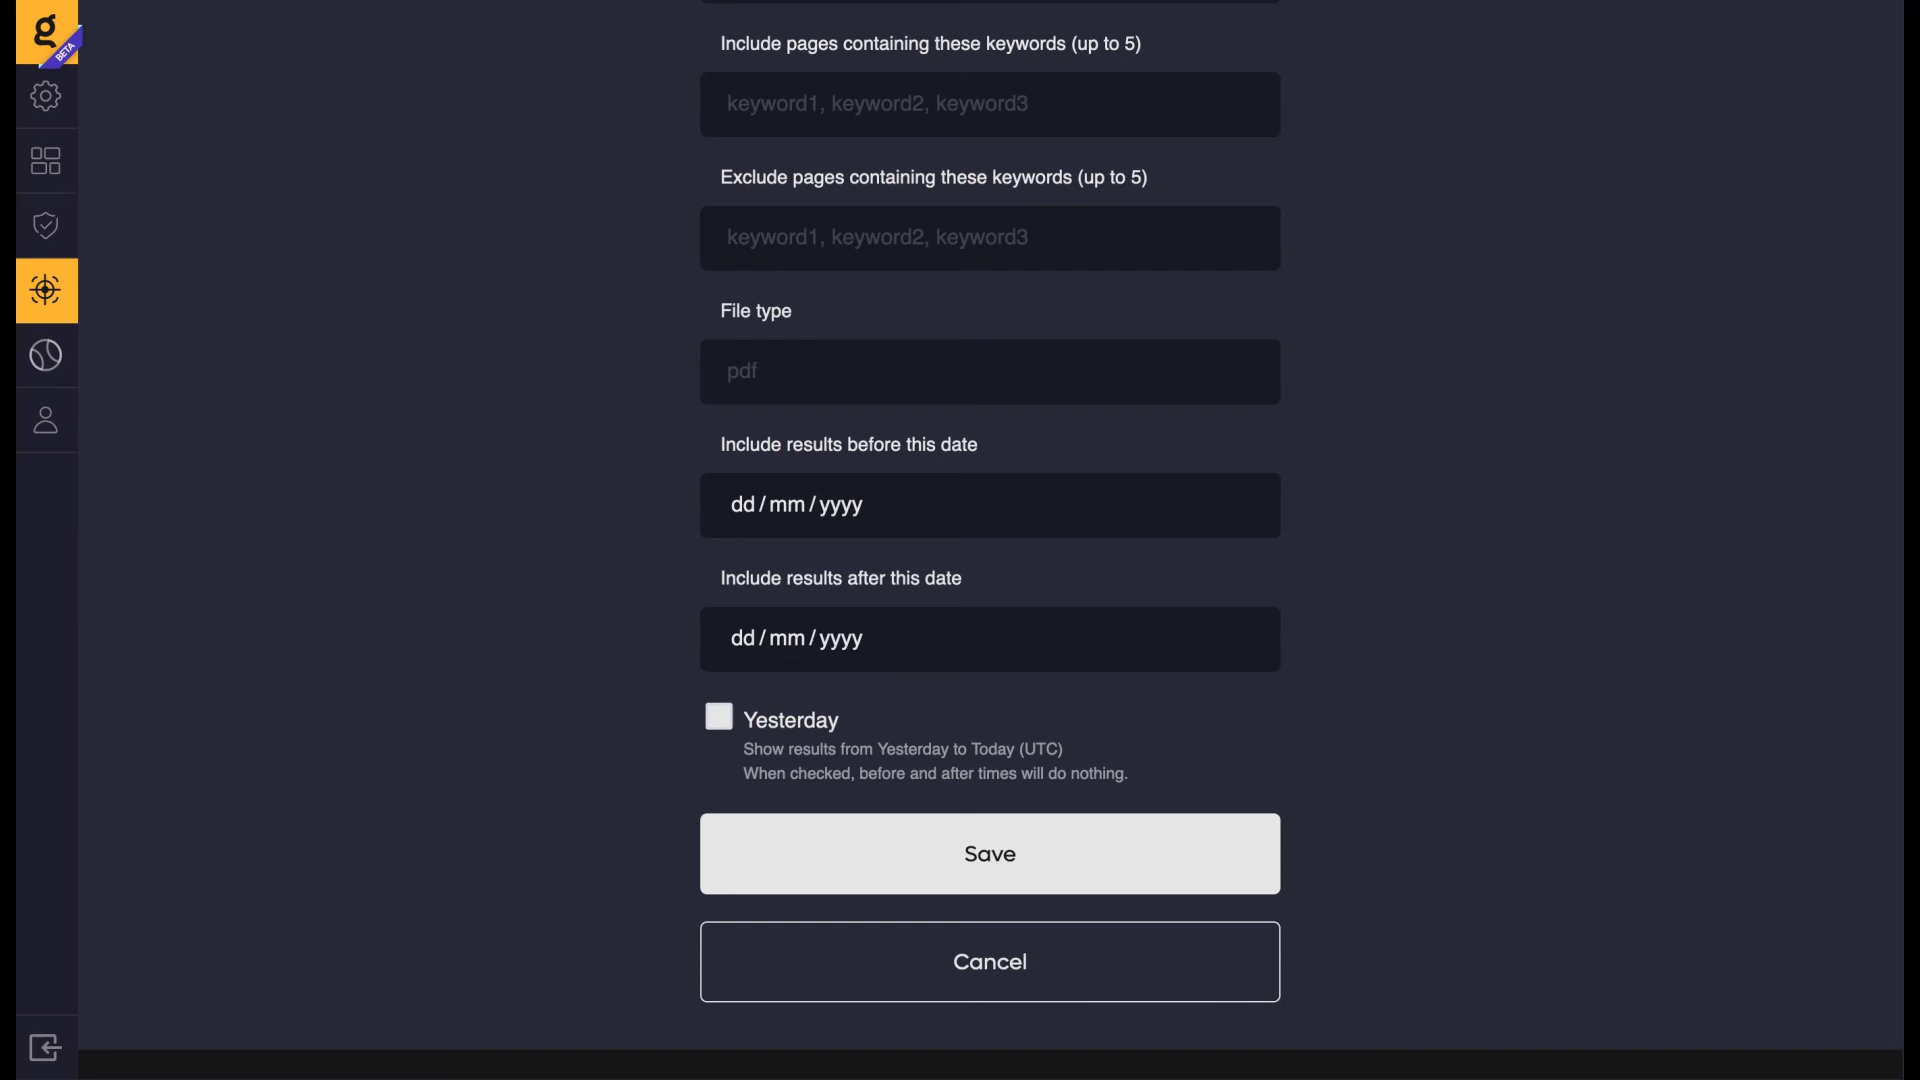 g
BETA
Include pages containing these keywords (up to 5)
keyword1, keyword2, keyword3
Exclude pages containing these keywords (up to 5)
keyword1, keyword2, keyword3
File type
pdf
Include results before this date
dd/mm/yyyy
Include results after this date
dd/mm/yyyy
Yesterday
Show results from Yesterday to Today (UTC)
When checked, before and after times will do nothing.
Save
Cancel